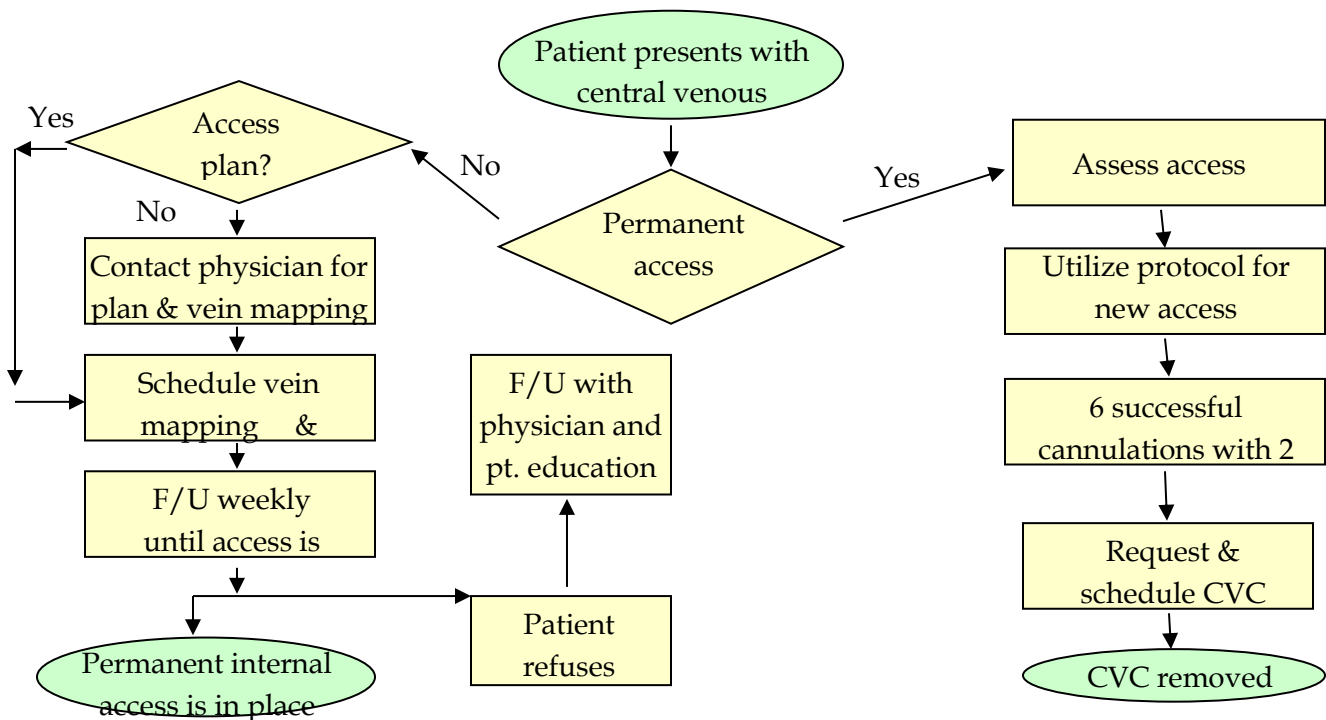 Patient presents with
central venous
Permanent
access
No
Yes
Access
plan?
Yes
No
Contact physician for
plan & vein mapping
Schedule vein
mapping &
F/U weekly
until access is
Permanent internal
access is in place
Patient
refuses
F/U with
physician and
pt. education
Assess access
Utilize protocol for
new access
6 successful
cannulations with 2
Request &
schedule CVC
CVC removed